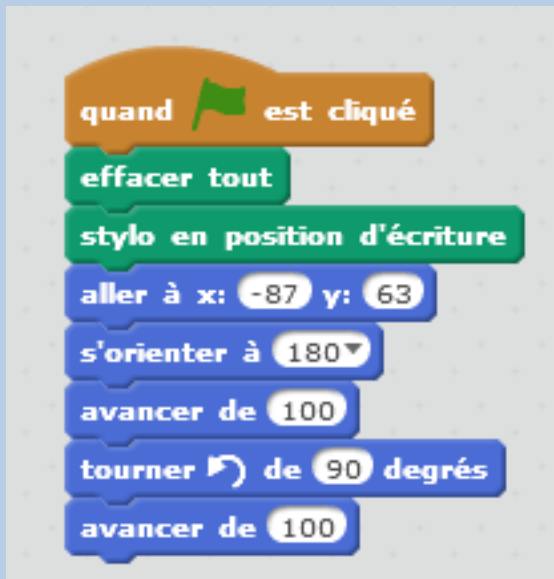 quand est cliqué
effacer tout
stylo en position d'écriture
aller à x: -87 y: 63
s'orienter à 180
avancer de 100
tourner de 90 degrés
avancer de 100